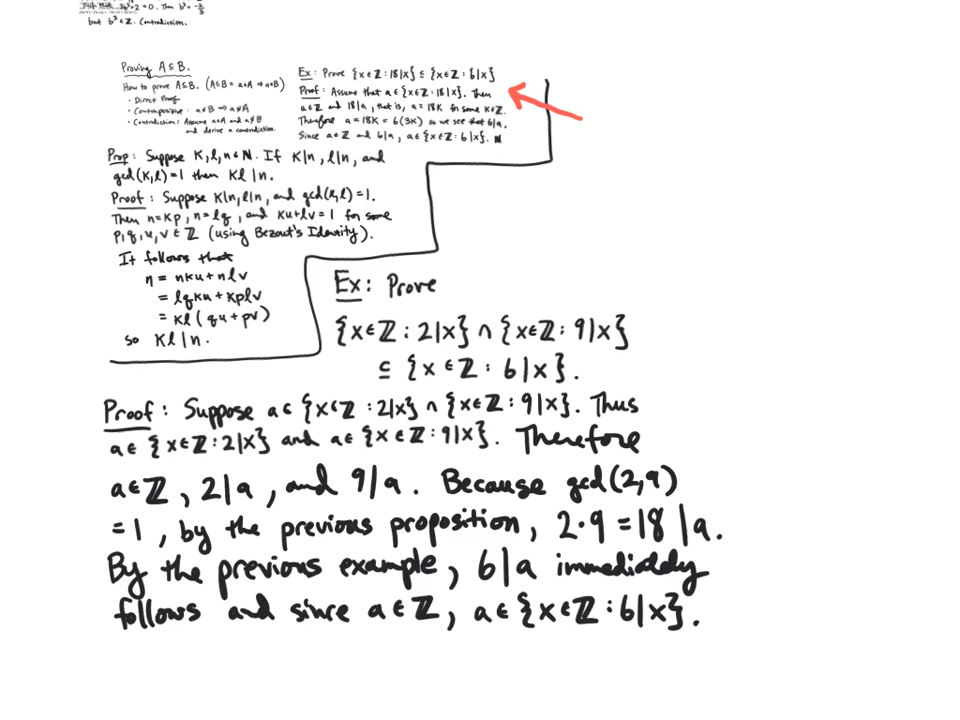 = 0. Then b³ = -2/3
but b³ ∈ ℤ. Contradiction.
Proving A ⊆ B.
How to prove A ⊆ B. (A ⊆ B = a∈A ⇒ a∈B)
• Direct Proof
• Contrapositive: a∉B ⇒ a∉A
• Contradiction: Assume a∈A and a∉B
and derive a contradiction.
Ex: Prove {x∈ℤ: 18|x} ⊆ {x∈ℤ: 6|x}
Proof: Assume that a∈{x∈ℤ: 18|x}. Then
a∈ℤ and 18|a, that is, a = 18K for some K∈ℤ.
Therefore a = 18K = 6(3K) so we see that 6|a.
Since a∈ℤ and 6|a, a∈{x∈ℤ: 6|x}. ∎
Prop: Suppose K, l, n ∈ ℕ. If K|n, l|n, and
gcd(K,l)=1 then Kl|n.
Proof: Suppose K|n, l|n, and gcd(K,l)=1.
Then n=Kp, n=lq, and Ku+lv=1 for some
p,q,u,v ∈ ℤ (using Bezout's Identity).
It follows that
n = nku + nlv
= lqku + kplv
= Kl(qu+pv)
so Kl|n.
Ex: Prove
{x∈ℤ: 2|x} ∩ {x∈ℤ: 9|x}
⊆ {x∈ℤ: 6|x}.
Proof: Suppose a∈{x∈ℤ: 2|x} ∩ {x∈ℤ: 9|x}. Thus
a∈{x∈ℤ: 2|x} and a∈{x∈ℤ: 9|x}. Therefore
a∈ℤ, 2|a, and 9|a. Because gcd(2,9)
=1, by the previous proposition, 2·9=18|a.
By the previous example, 6|a immediately
follows and since a∈ℤ, a∈{x∈ℤ: 6|x}.